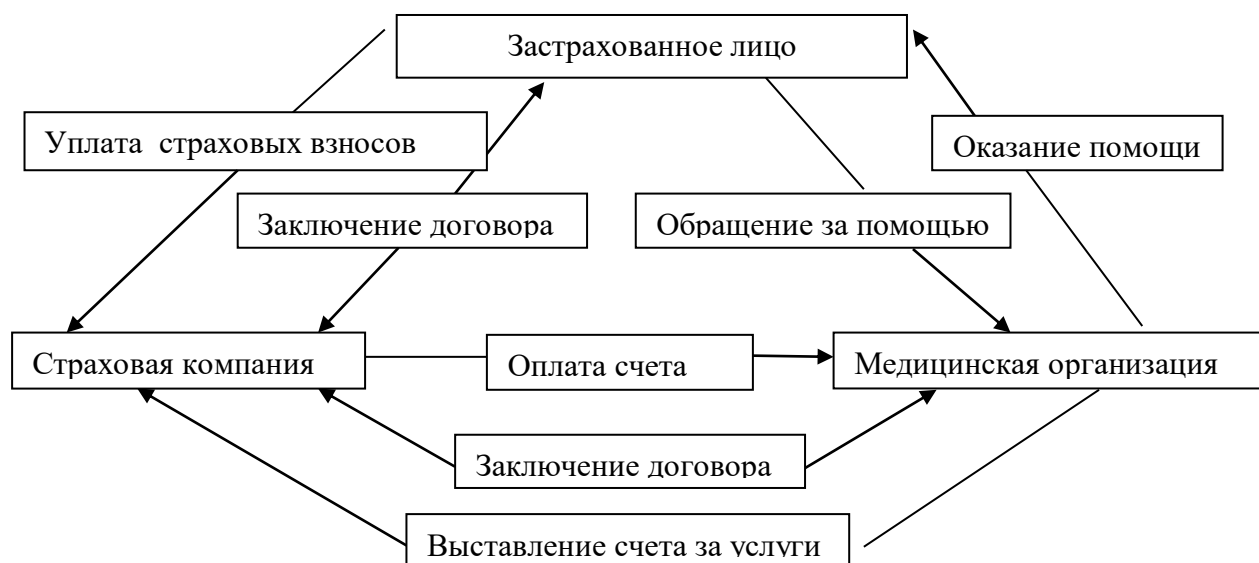 Застрахованное лицо
Уплата страховых взносов
Оказание помощи
Заключение договора
Обращение за помощью
Страховая компания
Оплата счета
Медицинская организация
Заключение договора
Выставление счета за услуги